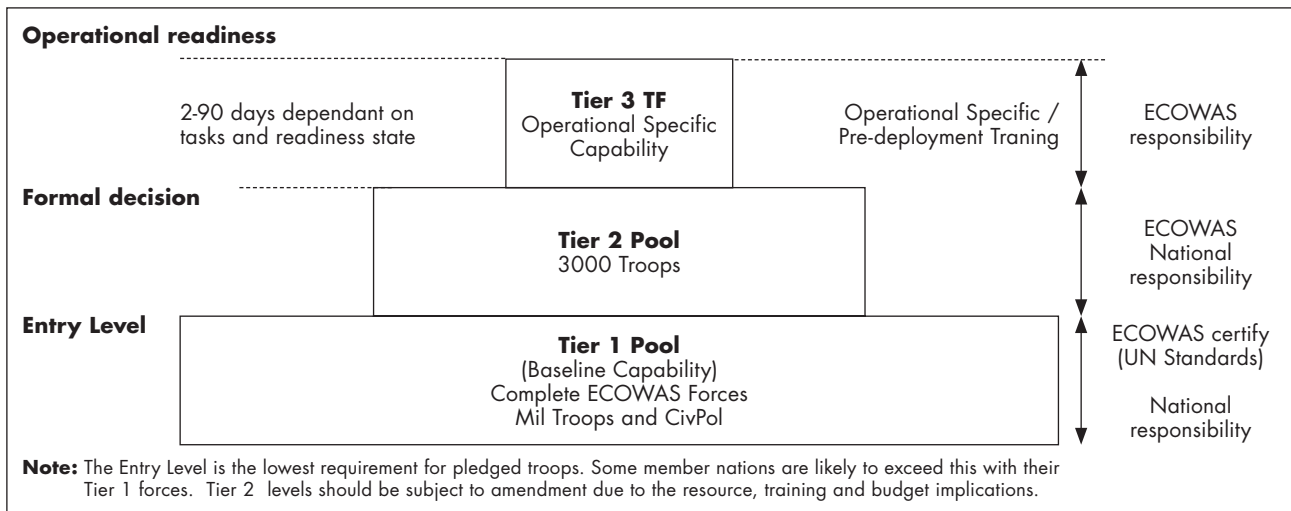 Operational readiness
2-90 days dependant on
tasks and readiness state
Tier 3 TF
Operational Specific
Capability
Operational Specific /
Pre-deployment Traning
ECOWAS
responsibility
Formal decision
Tier 2 Pool
3000 Troops
ECOWAS
National
responsibility
Entry Level
Tier 1 Pool
(Baseline Capability)
Complete ECOWAS Forces
Mil Troops and CivPol
ECOWAS certify
(UN Standards)
National
responsibility
Note: The Entry Level is the lowest requirement for pledged troops. Some member nations are likely to exceed this with their
Tier 1 forces. Tier 2 levels should be subject to amendment due to the resource, training and budget implications.